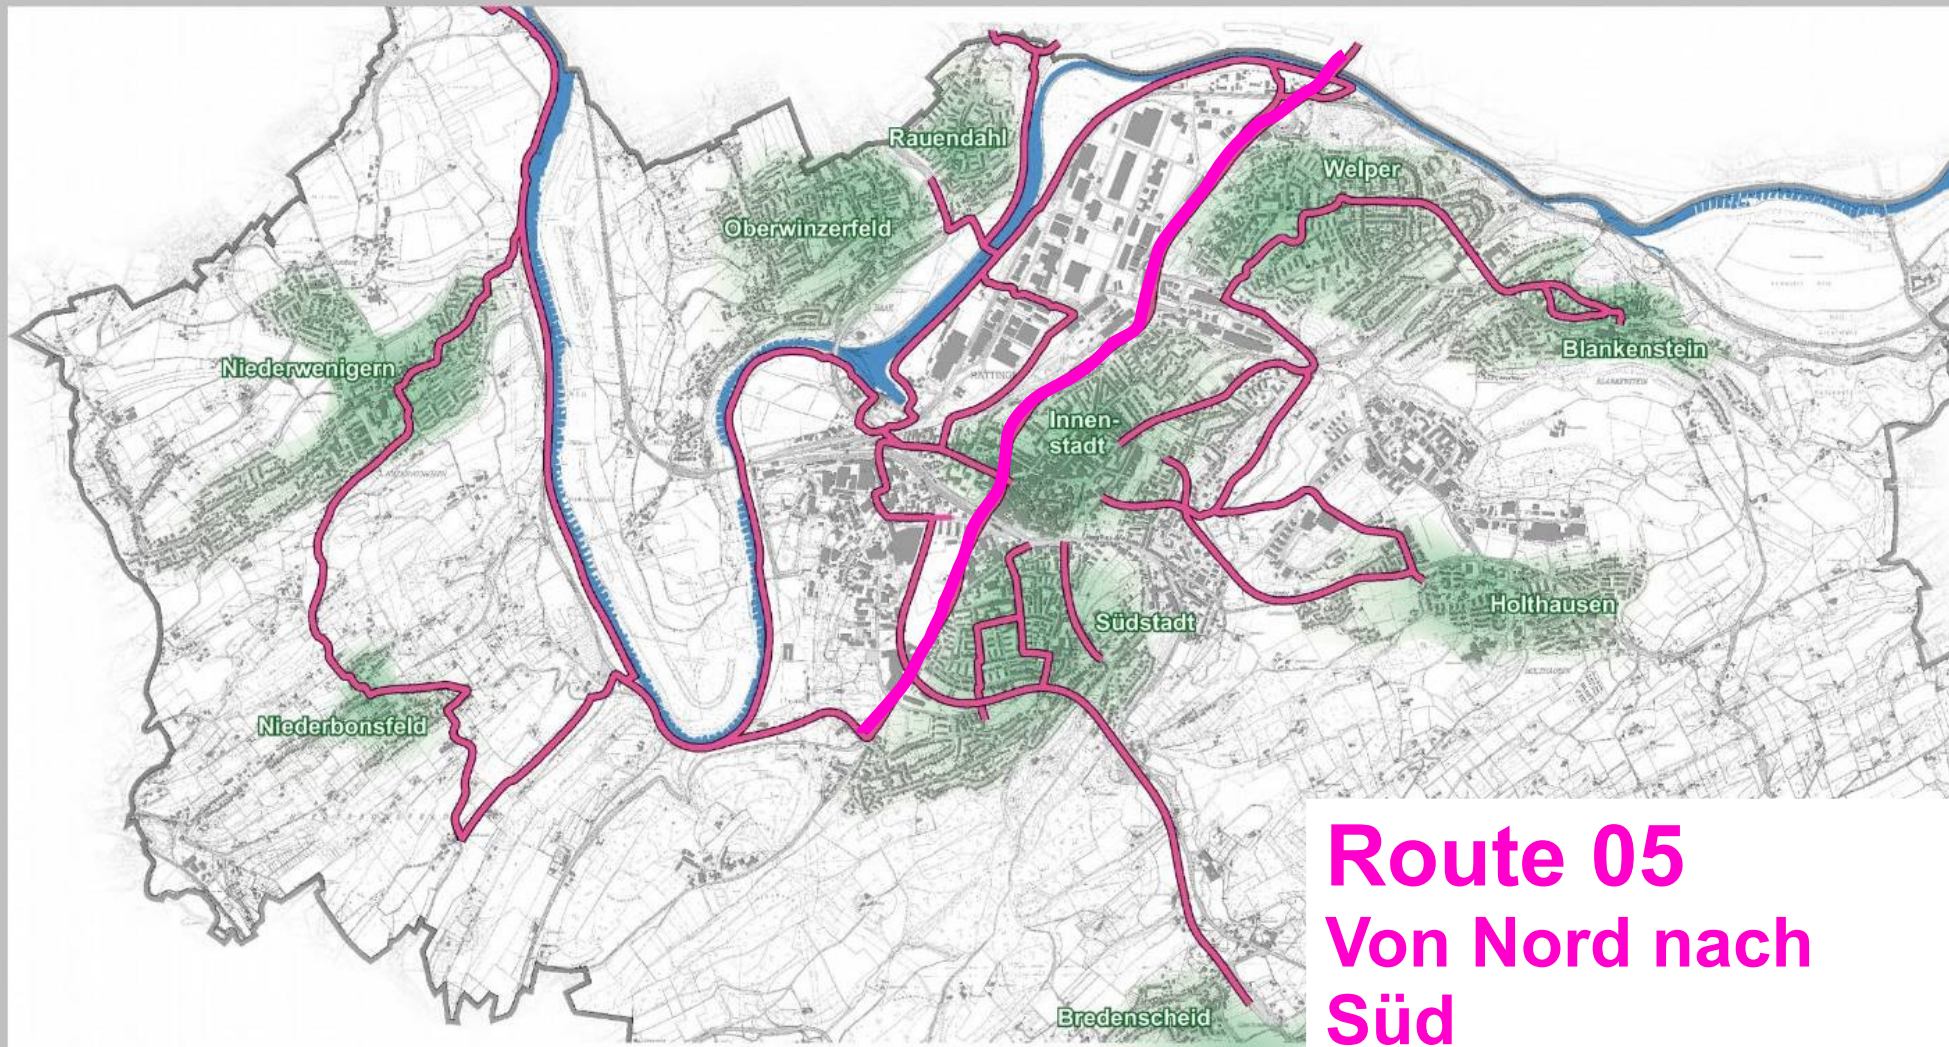 Rauendahl
Welper
Oberwinzerfeld
Niederwenigern
Blankenstein
Innen-
stadt
Holthausen
Südstadt
Niederbonsfeld
Bredenscheid
Route 05
Von Nord nach
Süd